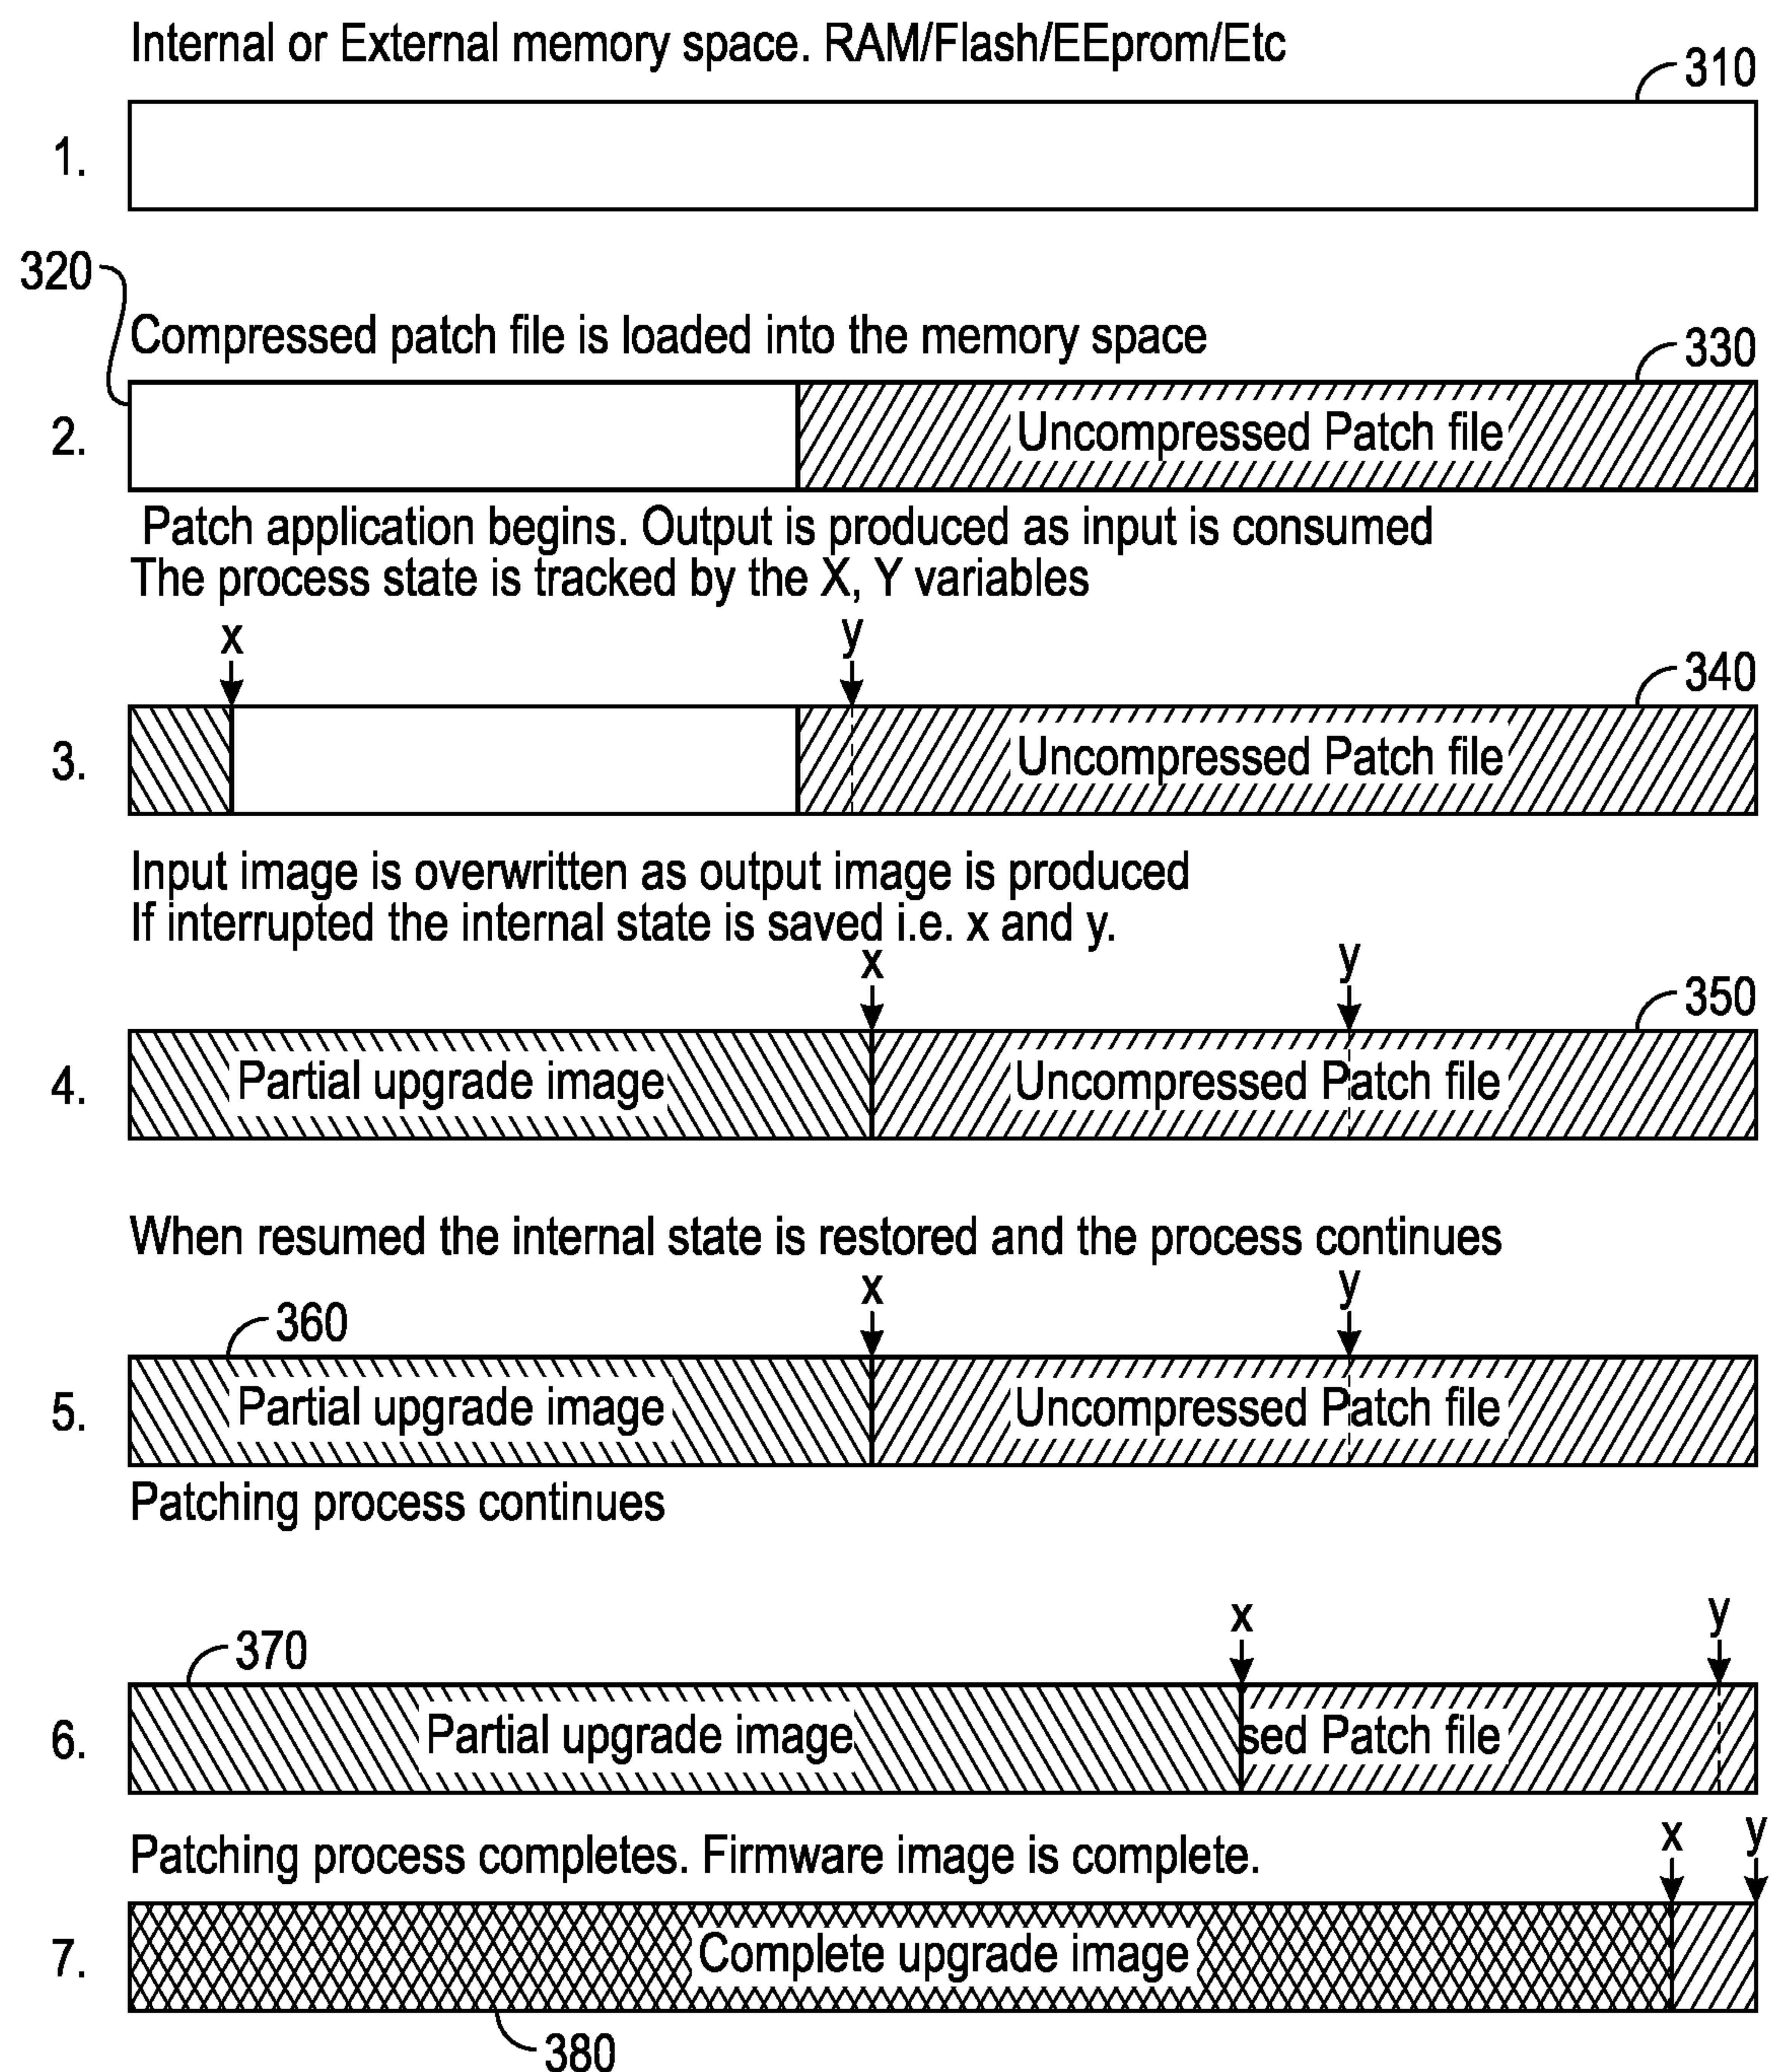 Internal or External memory space. RAM/Flash/EEprom/Etc
310
1.
320
Compressed patch file is loaded into the memory space
330
2.
Uncompressed Patch file
Patch application begins. Output is produced as input is consumed
The process state is tracked by the X, Y variables
x y
340
3.
Uncompressed Patch file
Input image is overwritten as output image is produced
If interrupted the internal state is saved i.e. x and y.
x y
350
4.
Partial upgrade image Uncompressed Patch file
When resumed the internal state is restored and the process continues
x y
360
5.
Partial upgrade image Uncompressed Patch file
Patching process continues
x y
370
6.
Partial upgrade image sed Patch file
Patching process completes. Firmware image is complete.
x y
7.
Complete upgrade image
380